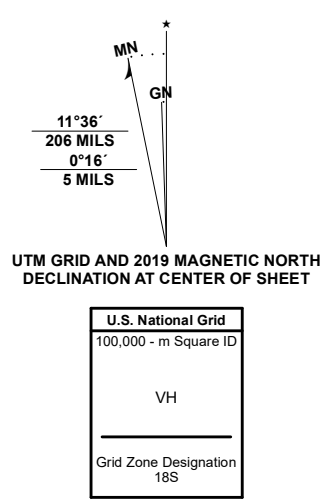 MN
GN
11°36´
206 MILS
0°16´
5 MILS
UTM GRID AND 2019 MAGNETIC NORTH
DECLINATION AT CENTER OF SHEET
U.S. National Grid
100,000 - m Square ID
VH
Grid Zone Designation
18S